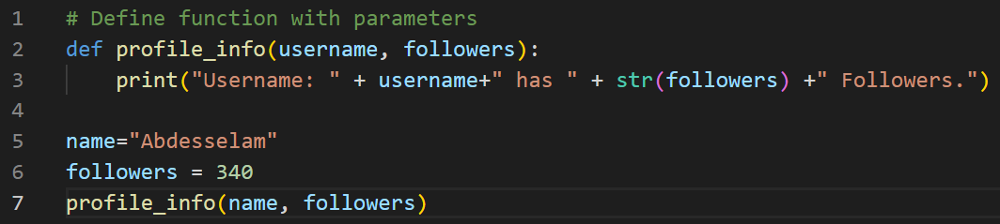 1 # Define function with parameters
2 def profile_info(username, followers):
3     print("Username: " + username+" has " + str(followers) +" Followers.")
4
5 name="Abdesselam"
6 followers = 340
7 profile_info(name, followers)